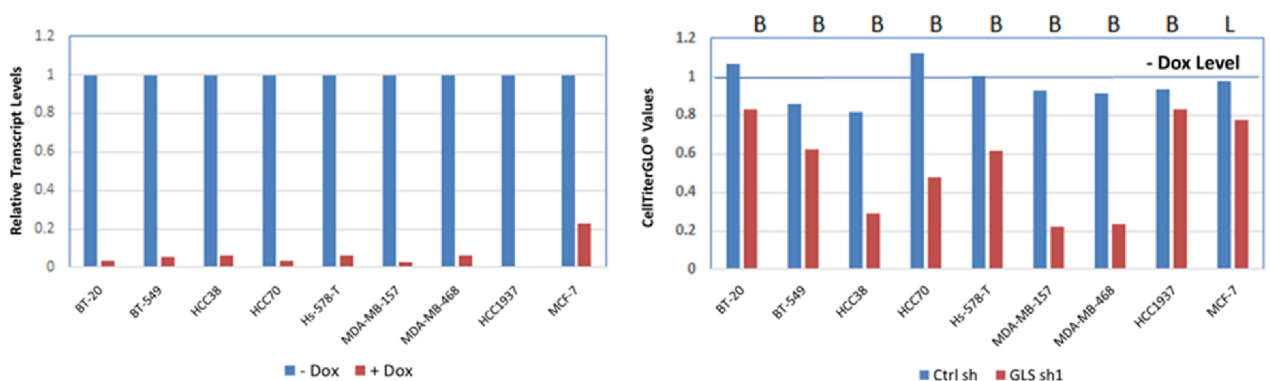 Relative Transcript Levels
1.2
1
0.8
0.6
0.4
0.2
0
BT-20
BT-549
HCC38
HCC70
Hs-578-T
MDA-MB-157
MDA-MB-468
HCC1937
MCF-7
- Dox + Dox
B B B B B B B B L
CellTiterGLO® Values
1.2
1
0.8
0.6
0.4
0.2
0
- Dox Level
BT-20
BT-549
HCC38
HCC70
Hs-578-T
MDA-MB-157
MDA-MB-468
HCC1937
MCF-7
Ctrl sh GLS sh1